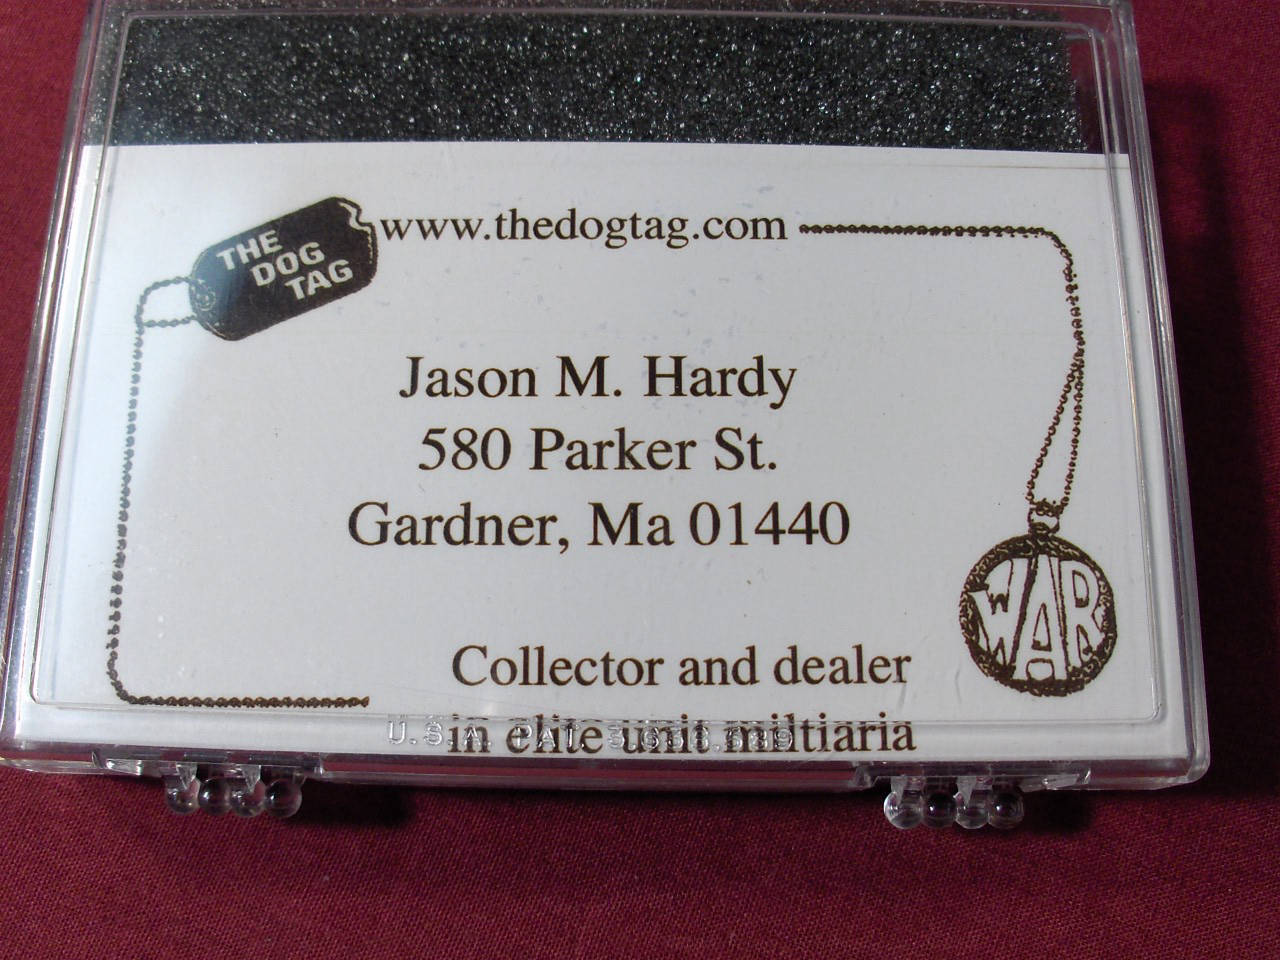 THE
DOG
TAG
www.thedogtag.com
Jason M. Hardy
580 Parker St.
Gardner, Ma 01440
WAR
Collector and dealer
in elite unit miltiaria
U.S.A. PAT.